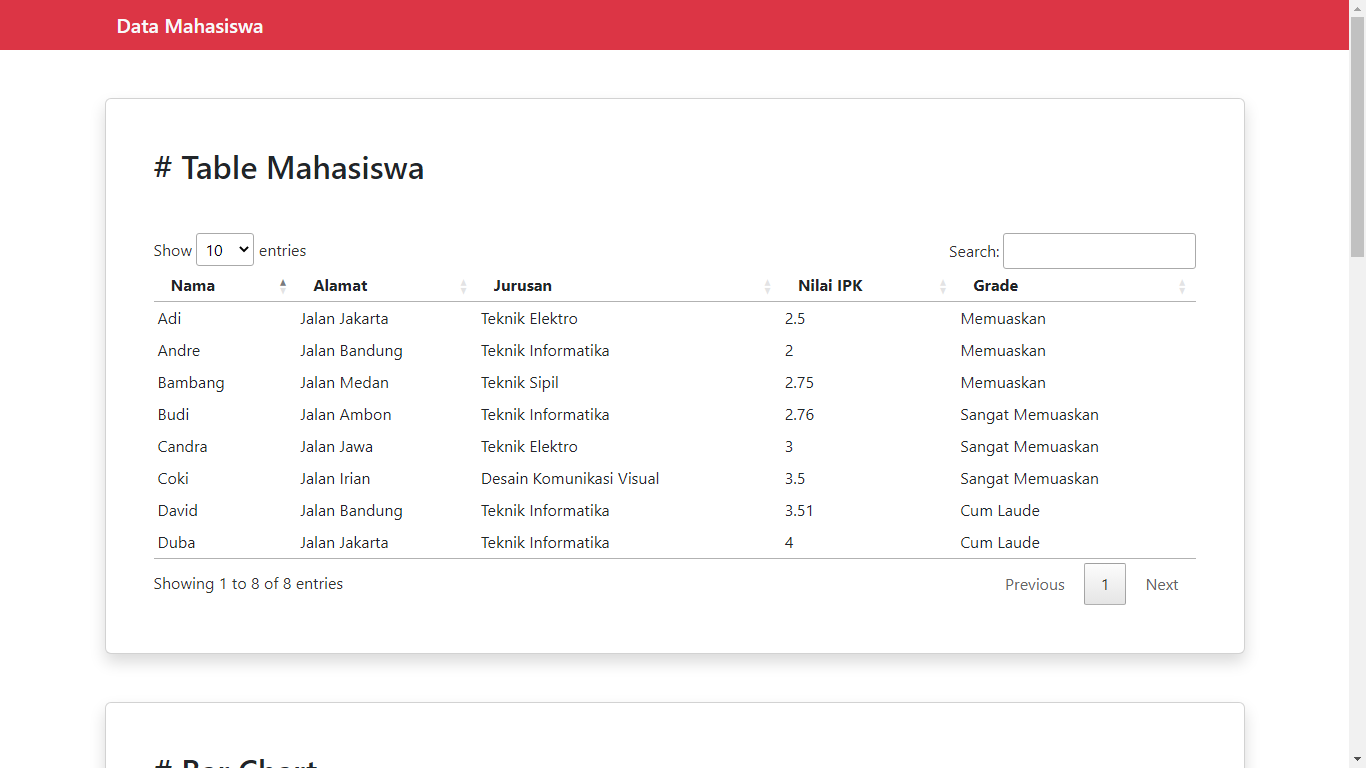 Data Mahasiswa
# Table Mahasiswa
Show 10 entries Search:
Nama Alamat Jurusan Nilai IPK Grade
Adi Jalan Jakarta Teknik Elektro 2.5 Memuaskan
Andre Jalan Bandung Teknik Informatika 2 Memuaskan
Bambang Jalan Medan Teknik Sipil 2.75 Memuaskan
Budi Jalan Ambon Teknik Informatika 2.76 Sangat Memuaskan
Candra Jalan Jawa Teknik Elektro 3 Sangat Memuaskan
Coki Jalan Irian Desain Komunikasi Visual 3.5 Sangat Memuaskan
David Jalan Bandung Teknik Informatika 3.51 Cum Laude
Duba Jalan Jakarta Teknik Informatika 4 Cum Laude
Showing 1 to 8 of 8 entries Previous 1 Next
# Bar Chart